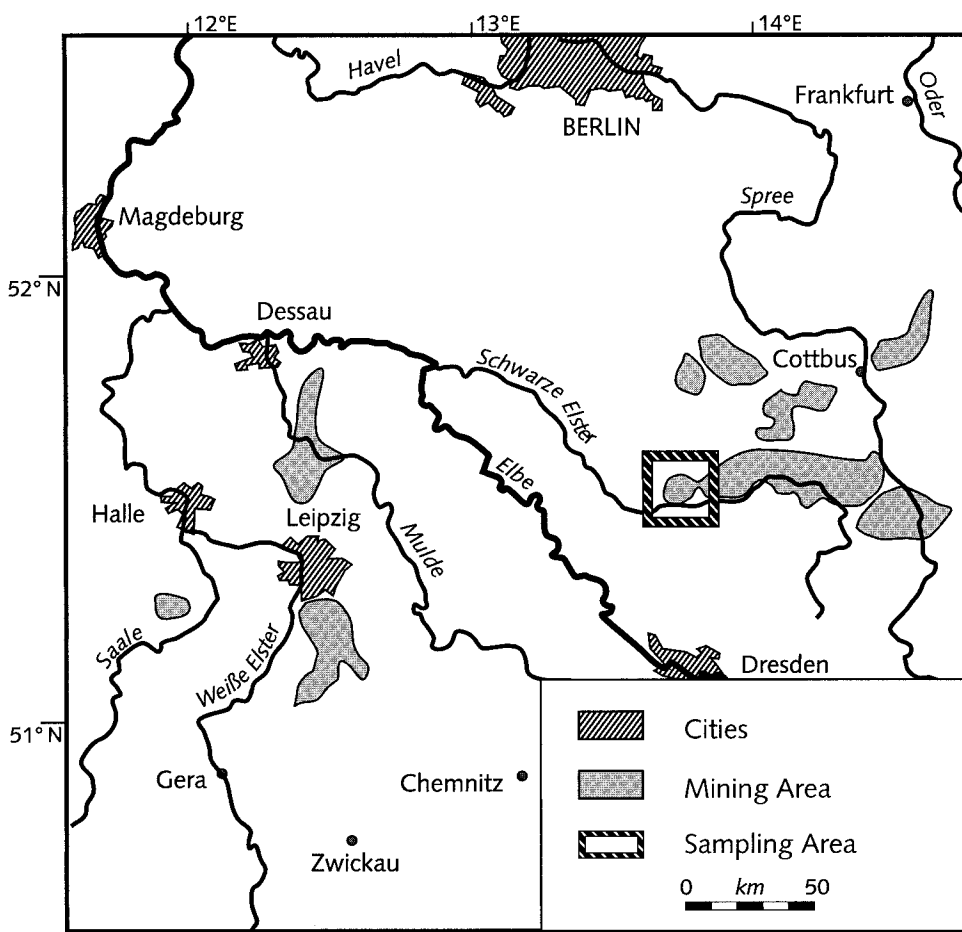 12°E
13°E
14°E
Havel
BERLIN
Frankfurt
Oder
Magdeburg
Spree
52°N
Dessau
Cottbus
Schwarze Elster
Elbe
Halle
Leipzig
Mulde
Saale
Weiße Elster
Dresden
51°N
Gera
Chemnitz
Zwickau
Cities
Mining Area
Sampling Area
0 km 50